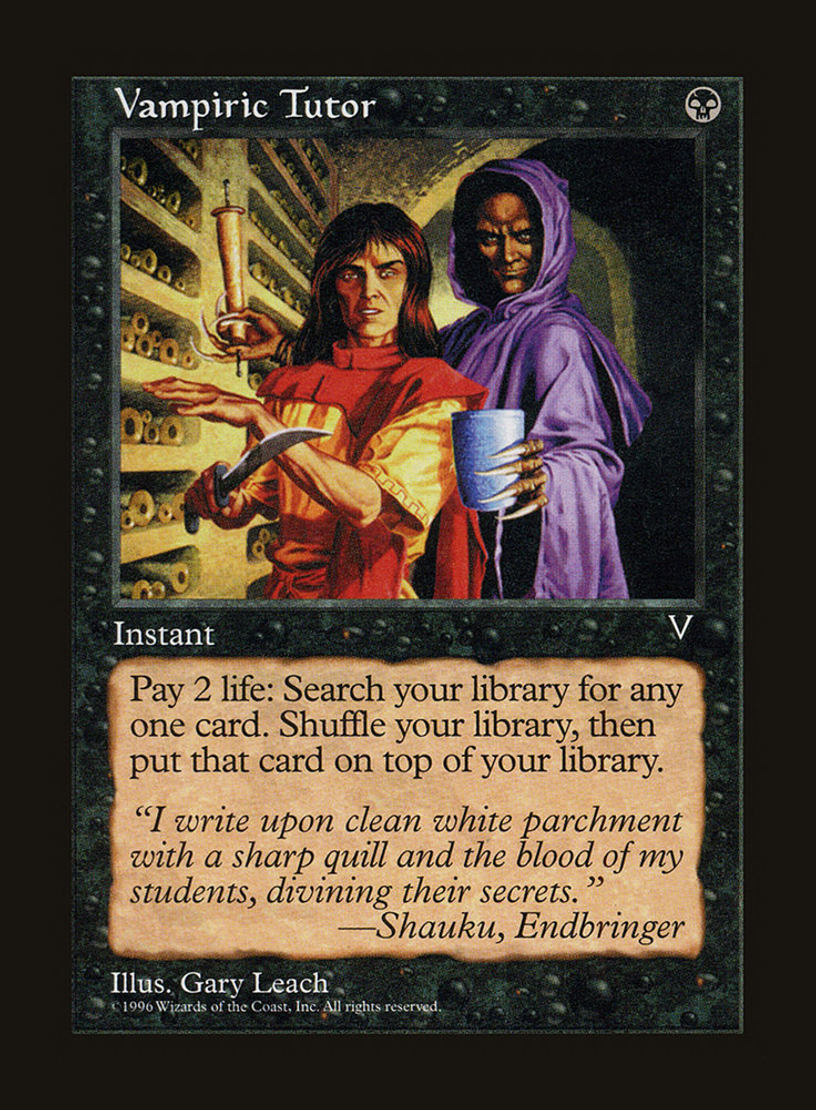 Vampiric Tutor
Instant
V
Pay 2 life: Search your library for any
one card. Shuffle your library, then
put that card on top of your library.
“I write upon clean white parchment
with a sharp quill and the blood of my
students, divining their secrets.”
—Shauku, Endbringer
Illus. Gary Leach
©1996 Wizards of the Coast, Inc. All rights reserved.